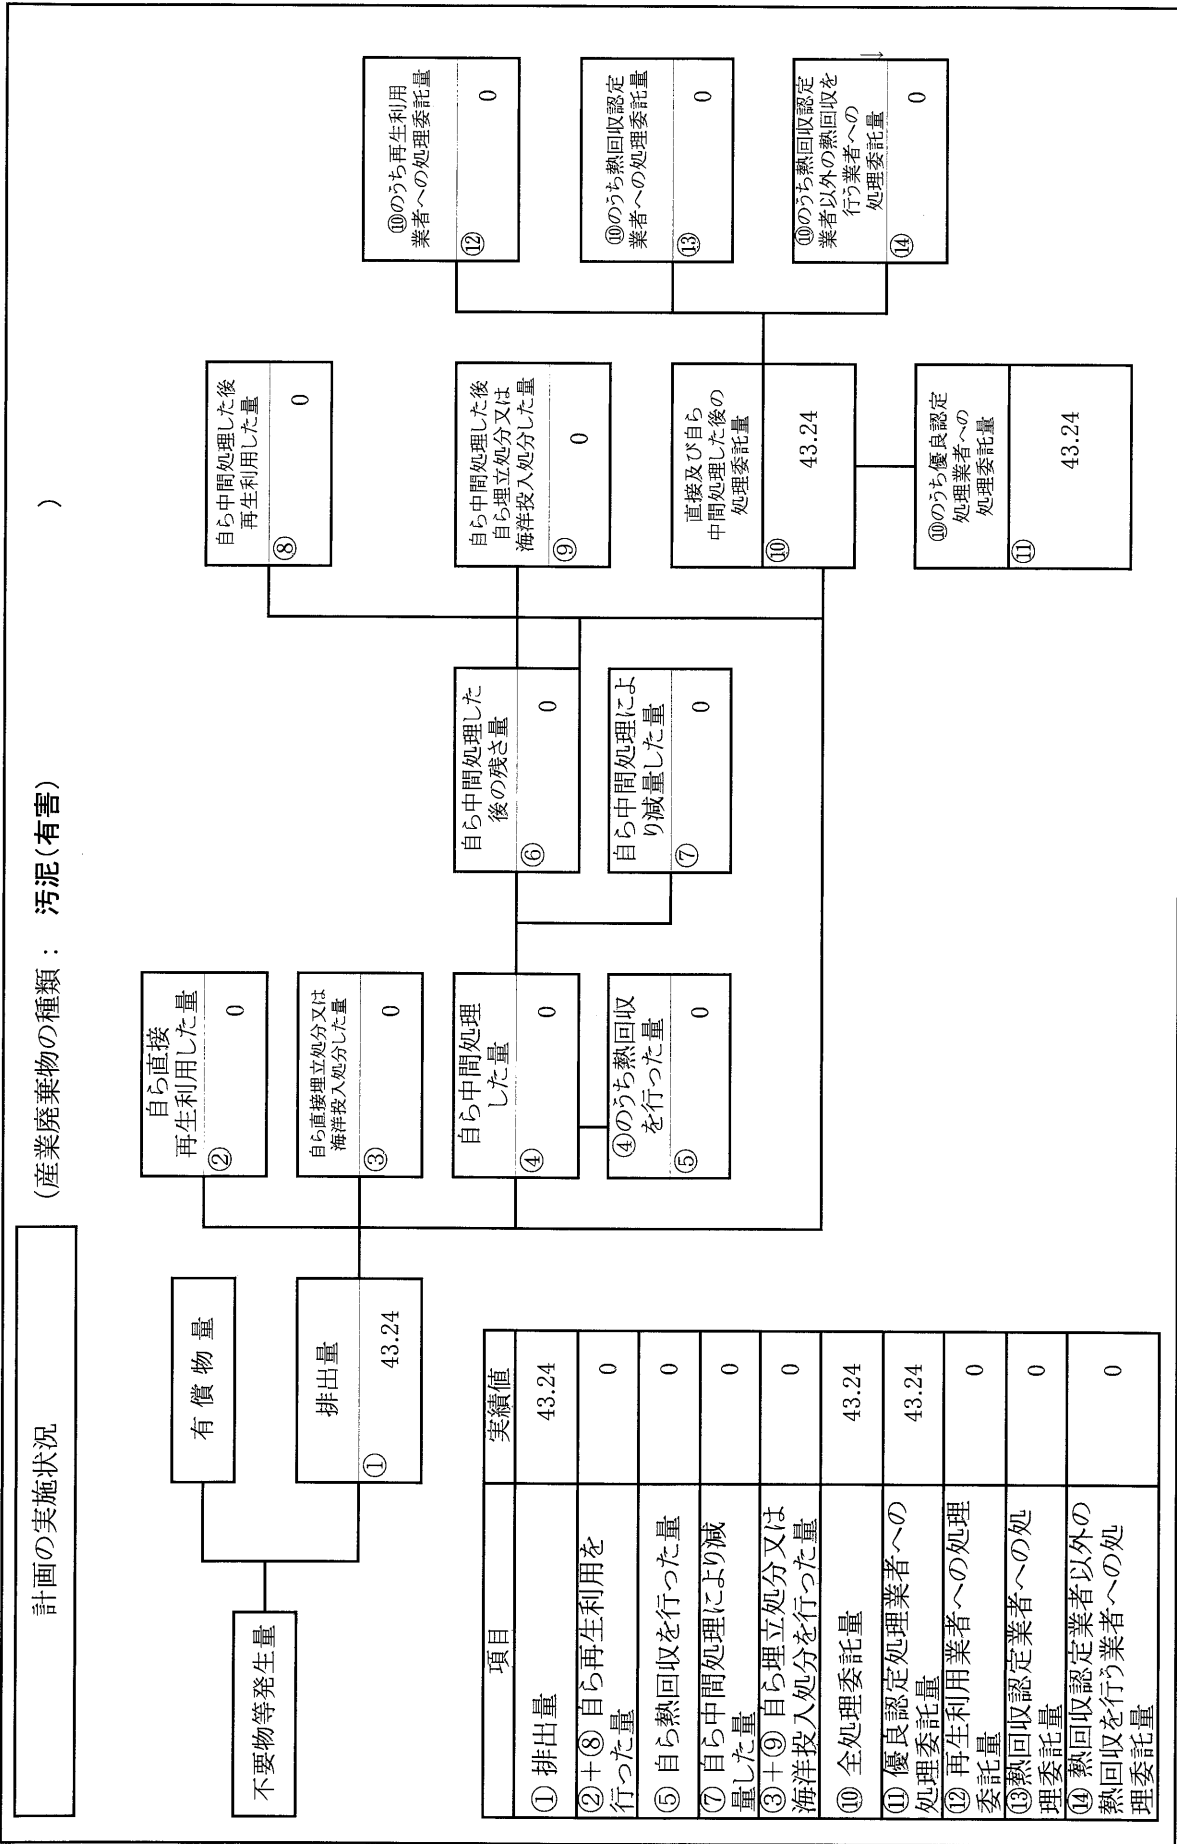 計画の実施状況
(産業廃棄物の種類： 汚泥(有害) )
不要物等発生量
有 償 物 量
排出量
① 43.24
自ら直接
再生利用した量
② 0
自ら直接埋立処分又は
海洋投入処分した量
③ 0
自ら中間処理
した量
④ 0
④のうち熱回収
を行った量
⑤ 0
自ら中間処理した
後の残さ量
⑥ 0
自ら中間処理によ
り減量した量
⑦ 0
自ら中間処理した後
再生利用した量
⑧ 0
自ら中間処理した後
自ら埋立処分又は
海洋投入処分した量
⑨ 0
直接及び自ら
中間処理した後の
処理委託量
⑩ 43.24
⑩のうち優良認定
処理業者への
処理委託量
⑪ 43.24
⑩のうち再生利用
業者への処理委託量
⑫ 0
⑩のうち熱回収認定
業者への処理委託量
⑬ 0
⑩のうち熱回収認定
業者以外の熱回収を
行う業者への
処理委託量
⑭ 0
項目 実績値
① 排出量 43.24
②＋⑧ 自ら再生利用を
行った量 0
⑤ 自ら熱回収を行った量 0
⑦ 自ら中間処理により減
量した量 0
③＋⑨ 自ら埋立処分又は
海洋投入処分を行った量 0
⑩ 全処理委託量 43.24
⑪ 優良認定処理業者への
処理委託量 43.24
⑫ 再生利用業者への処理
委託量 0
⑬熱回収認定業者への処
理委託量 0
⑭ 熱回収認定業者以外の
熱回収を行う業者への処
理委託量 0